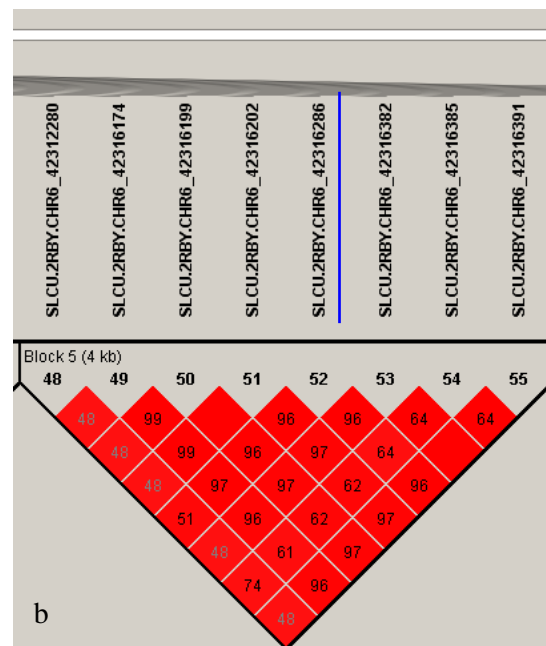 SLCU.2RBY.CHR6_42312280
SLCU.2RBY.CHR6_42316174
SLCU.2RBY.CHR6_42316199
SLCU.2RBY.CHR6_42316202
SLCU.2RBY.CHR6_42316286
SLCU.2RBY.CHR6_42316382
SLCU.2RBY.CHR6_42316385
SLCU.2RBY.CHR6_42316391
Block 5 (4 kb)
48 49 50 51 52 53 54 55
48 99 96 96 64 64
48 99 96 97 64
48 97 97 62 96
51 96 62 97
48 61 97
74 96
48
b